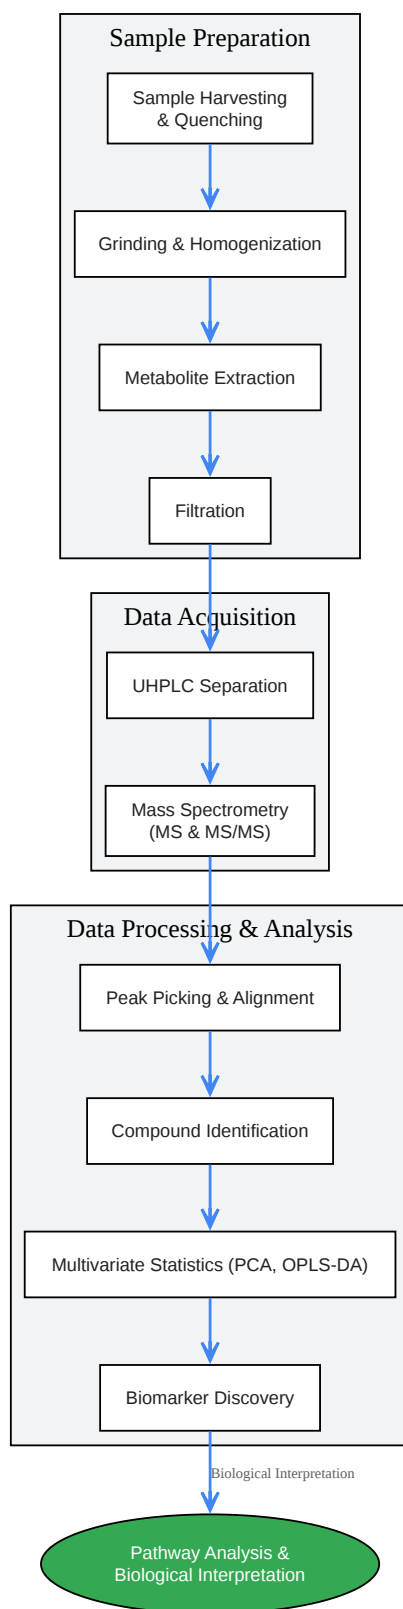 Sample Preparation
Sample Harvesting
& Quenching
Grinding & Homogenization
Metabolite Extraction
Filtration
Data Acquisition
UHPLC Separation
Mass Spectrometry
(MS & MS/MS)
Data Processing & Analysis
Peak Picking & Alignment
Compound Identification
Multivariate Statistics (PCA, OPLS-DA)
Biomarker Discovery
Biological Interpretation
Pathway Analysis &
Biological Interpretation